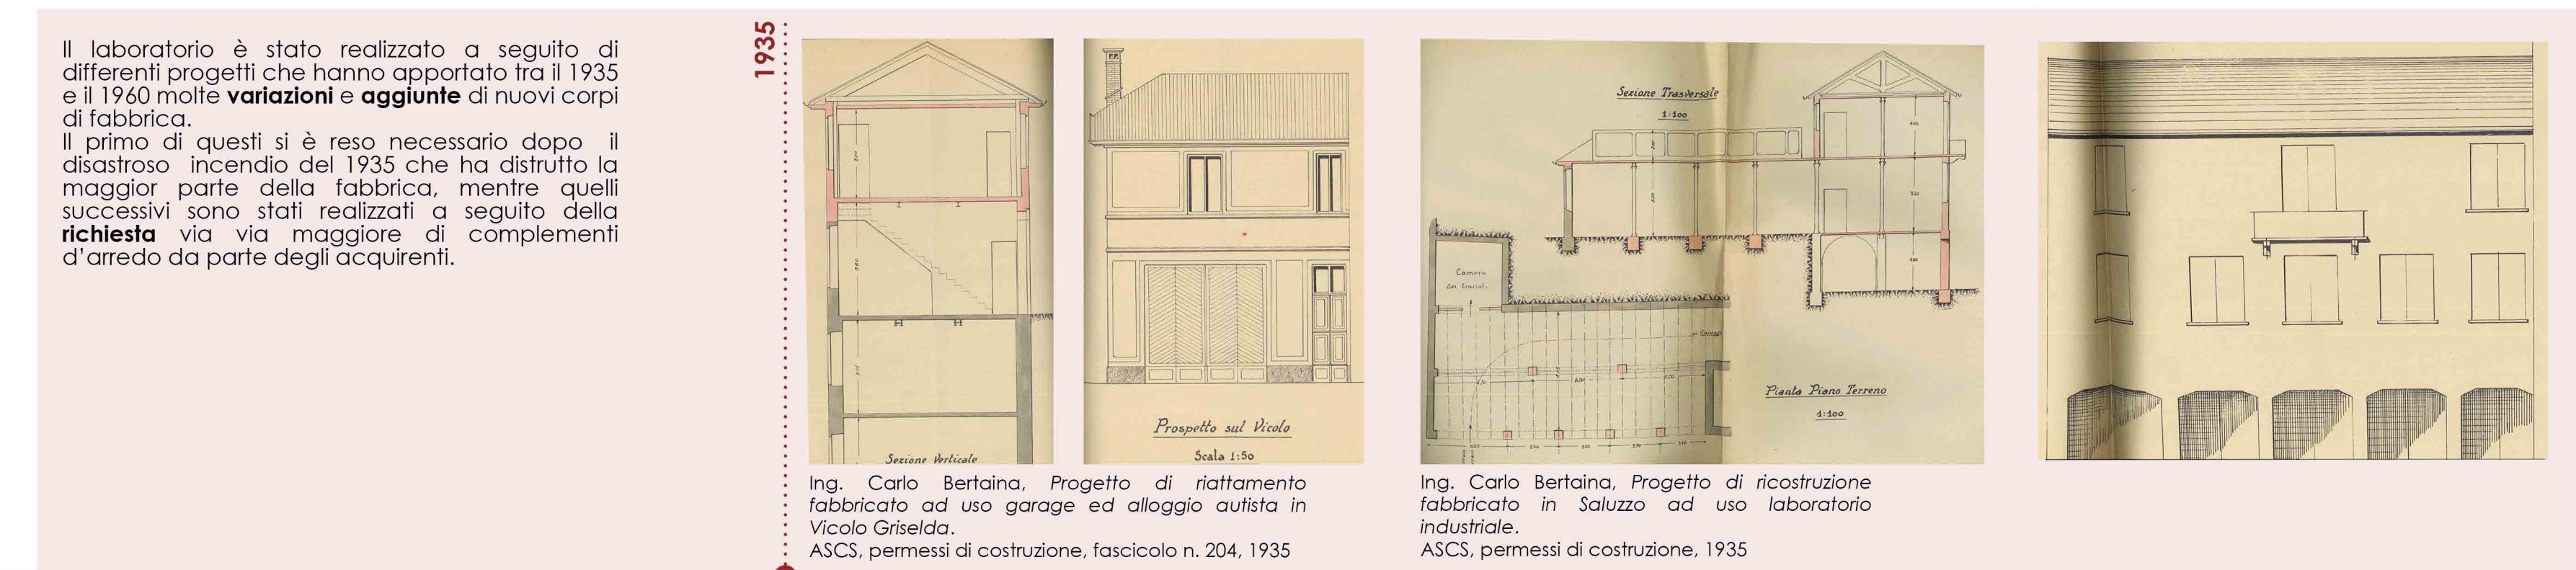 Il laboratorio è stato realizzato a seguito di
differenti progetti che hanno apportato tra il 1935
e il 1960 molte variazioni e aggiunte di nuovi corpi
di fabbrica.
Il primo di questi si è reso necessario dopo il
disastroso incendio del 1935 che ha distrutto la
maggior parte della fabbrica, mentre quelli
successivi sono stati realizzati a seguito della
richiesta via via maggiore di complementi
d'arredo da parte degli acquirenti.
1935
Sezione Verticale
Prospetto sul Vicolo
Scala 1:50
Ing. Carlo Bertaina, Progetto di riattamento
fabbricato ad uso garage ed alloggio autista in
Vicolo Griselda.
ASCS, permessi di costruzione, fascicolo n. 204, 1935
Sezione Trasversale
1:100
Camera
Pianta Piano Terreno
1:100
Ing. Carlo Bertaina, Progetto di ricostruzione
fabbricato in Saluzzo ad uso laboratorio
industriale.
ASCS, permessi di costruzione, 1935